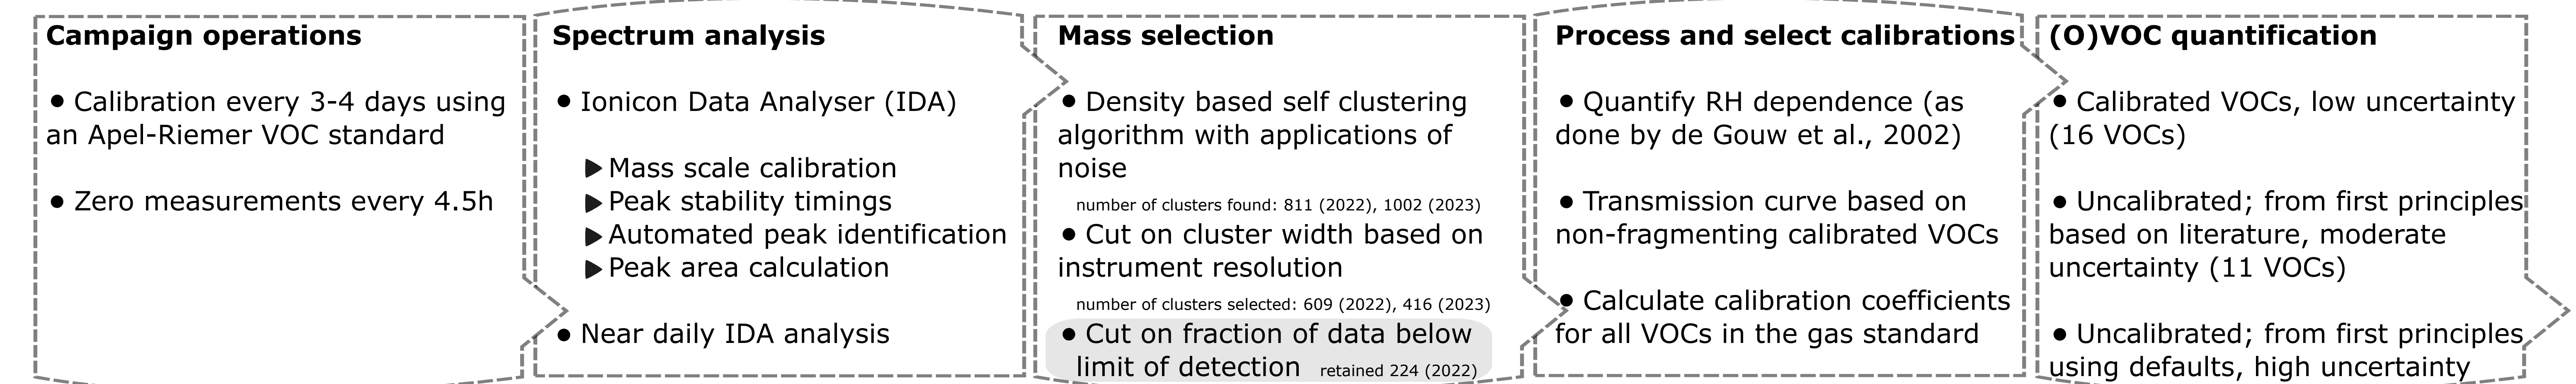 Campaign operations
● Calibration every 3-4 days using
an Apel-Riemer VOC standard
● Zero measurements every 4.5h
Spectrum analysis
● Ionicon Data Analyser (IDA)
▶ Mass scale calibration
▶ Peak stability timings
▶ Automated peak identification
▶ Peak area calculation
● Near daily IDA analysis
Mass selection
● Density based self clustering
algorithm with applications of
noise
number of clusters found: 811 (2022), 1002 (2023)
● Cut on cluster width based on
instrument resolution
number of clusters selected: 609 (2022), 416 (2023)
● Cut on fraction of data below
limit of detection retained 224 (2022)
Process and select calibrations
● Quantify RH dependence (as
done by de Gouw et al., 2002)
● Transmission curve based on
non-fragmenting calibrated VOCs
● Calculate calibration coefficients
for all VOCs in the gas standard
(O)VOC quantification
● Calibrated VOCs, low uncertainty
(16 VOCs)
● Uncalibrated; from first principles
based on literature, moderate
uncertainty (11 VOCs)
● Uncalibrated; from first principles
using defaults, high uncertainty